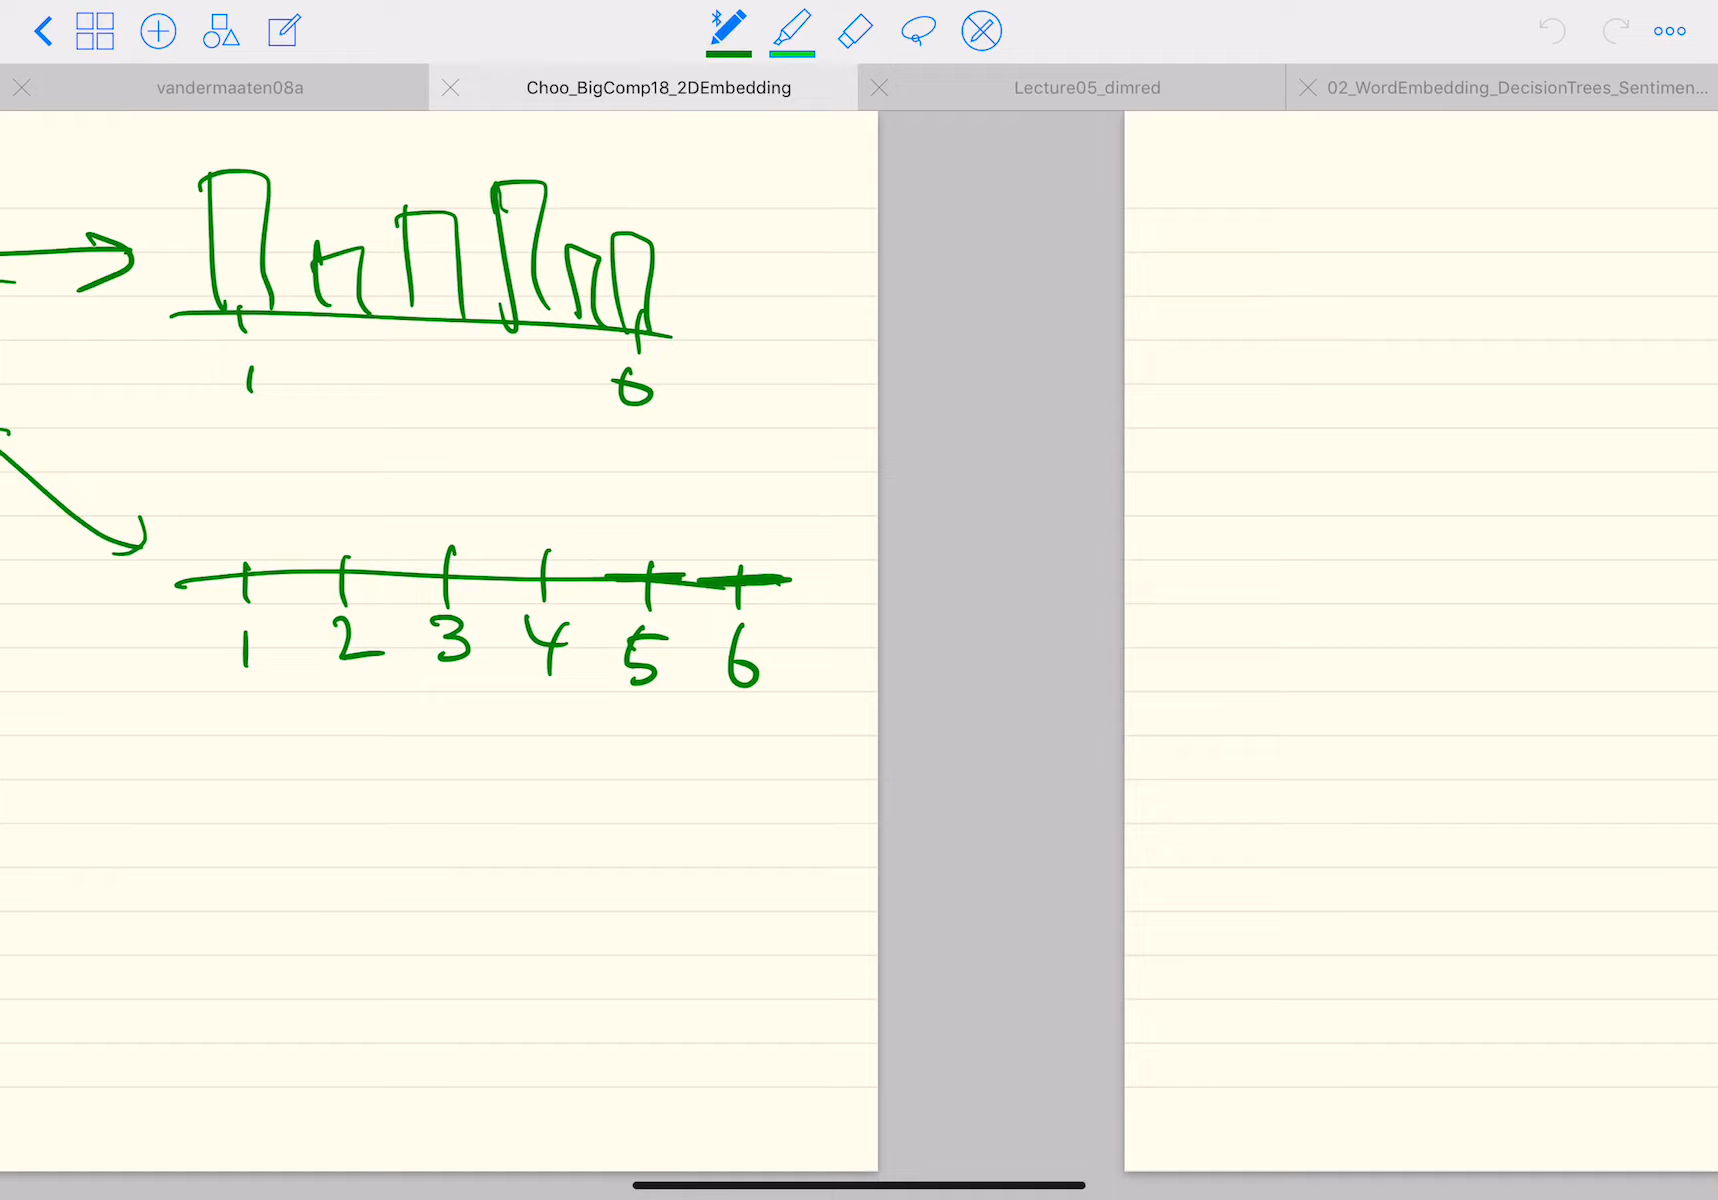 vandermaaten08a
Choo_BigComp18_2DEmbedding
Lecture05_dimred
02_WordEmbedding_DecisionTrees_Sentimen...
1 6
1 2 3 4 5 6